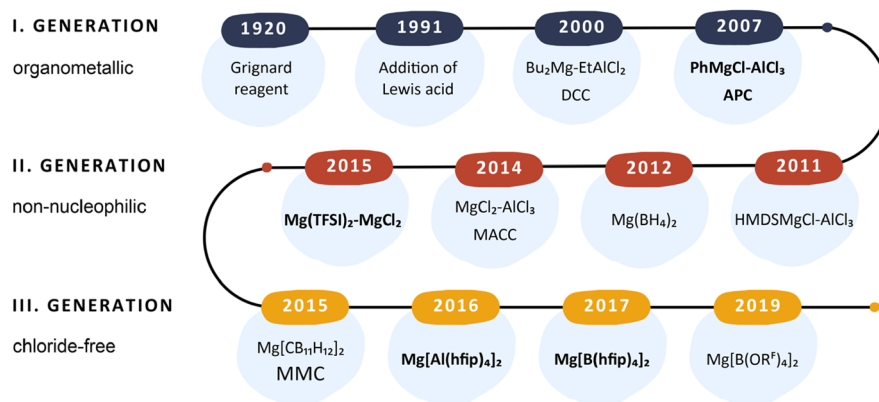 I. GENERATION
organometallic
1920
Grignard
reagent
1991
Addition of
Lewis acid
2000
Bu₂Mg-EtAlCl₂
DCC
2007
PhMgCl-AlCl₃
APC
II. GENERATION
non-nucleophilic
2015
Mg(TFSI)₂-MgCl₂
2014
MgCl₂-AlCl₃
MACC
2012
Mg(BH₄)₂
2011
HMDSMgCl-AlCl₃
III. GENERATION
chloride-free
2015
Mg[CB₁₁H₁₂]₂
MMC
2016
Mg[Al(hfip)₄]₂
2017
Mg[B(hfip)₄]₂
2019
Mg[B(ORᶠ)₄]₂